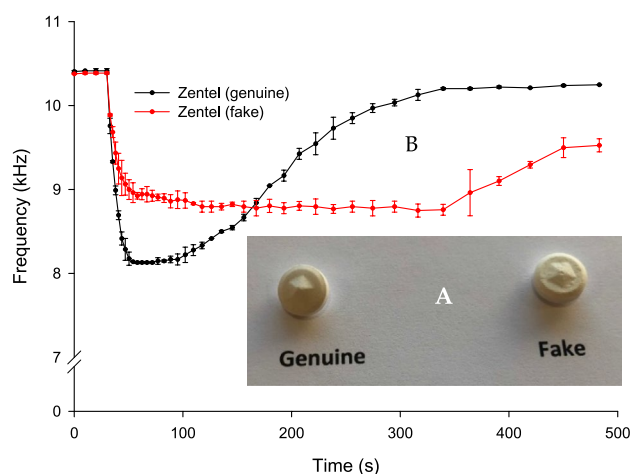 11
10
9
8
7
0
Frequency (kHz)
Zentel (genuine)
Zentel (fake)
B
A
Genuine
Fake
0
100
200
300
400
500
Time (s)